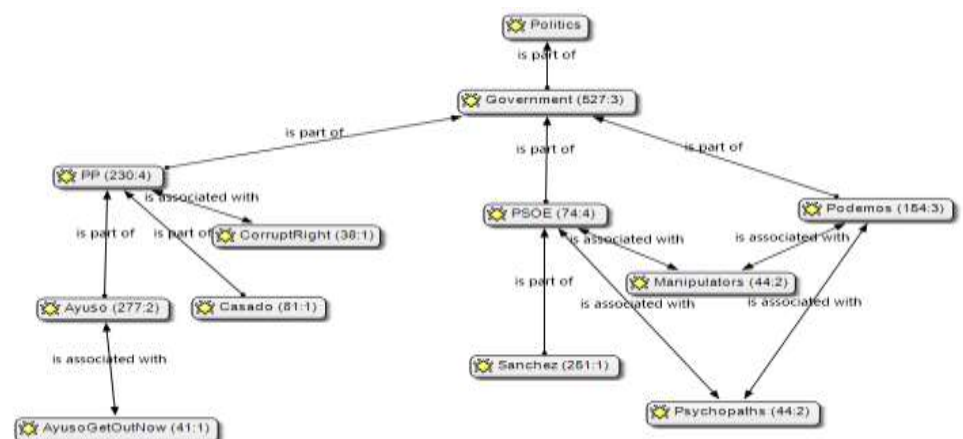 Politics
is part of
Government (527:3)
is part of
is part of
is part of
PP (230:4)
is associated with
PSOE (74:4)
Podemos (154:3)
is part of
is part of
CorruptRight (38:1)
is associated with
is associated with
is part of
Manipulators (44:2)
Ayuso (277:2)
Casado (81:1)
is associated with
is associated with
is associated with
Sanchez (251:1)
AyusoGetOutNow (41:1)
Psychopaths (44:2)